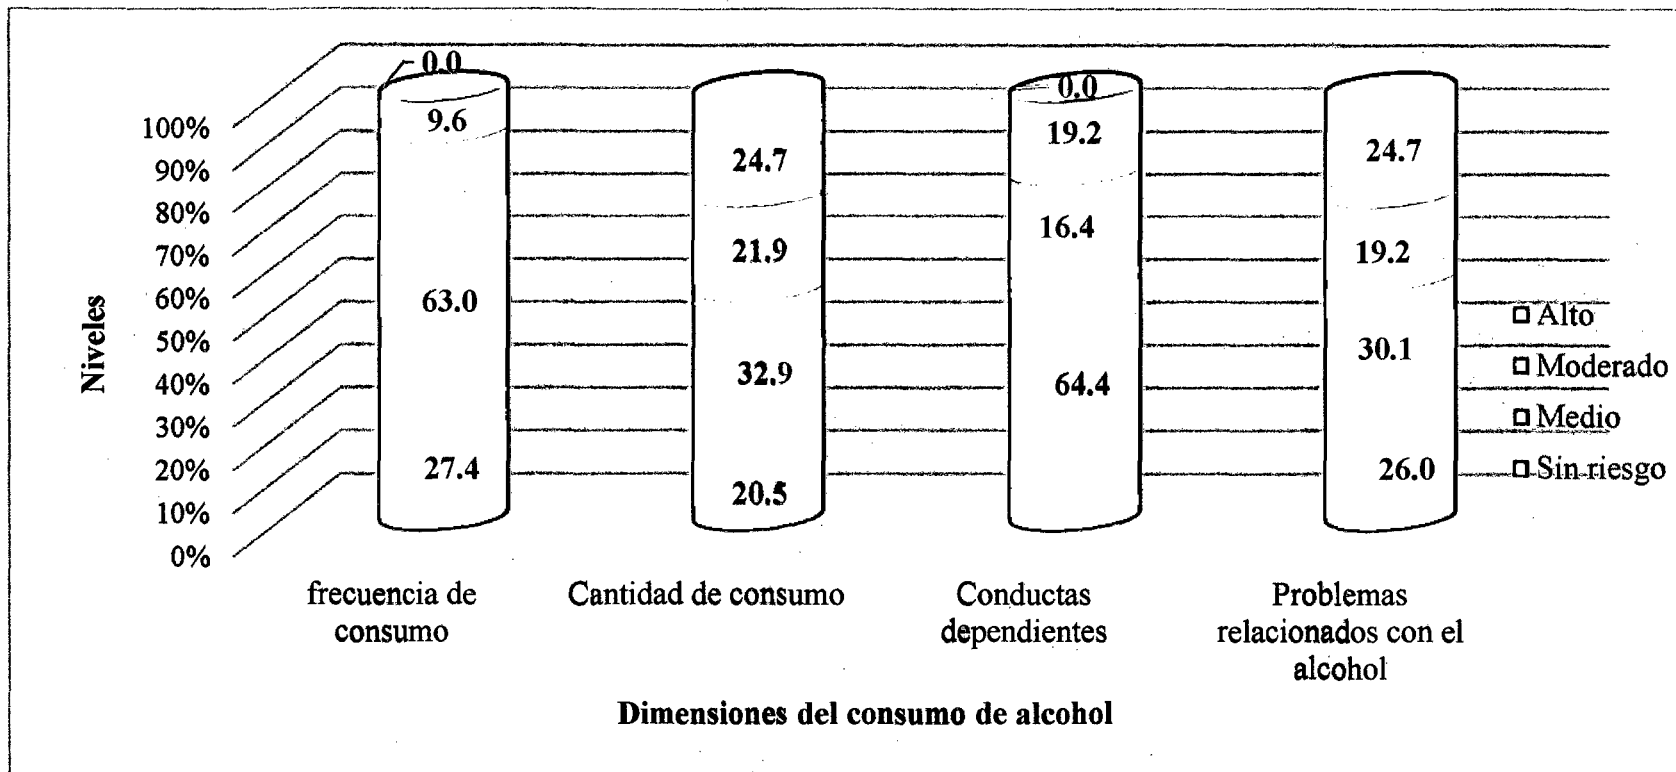 0.0
9.6
63.0
27.4
24.7
21.9
32.9
20.5
0.0
19.2
16.4
64.4
24.7
19.2
30.1
26.0
100%
90%
80%
70%
60%
50%
40%
30%
20%
10%
0%
Niveles
Alto
Moderado
Medio
Sin riesgo
frecuencia de
consumo
Cantidad de consumo
Conductas
dependientes
Problemas
relacionados con el
alcohol
Dimensiones del consumo de alcohol